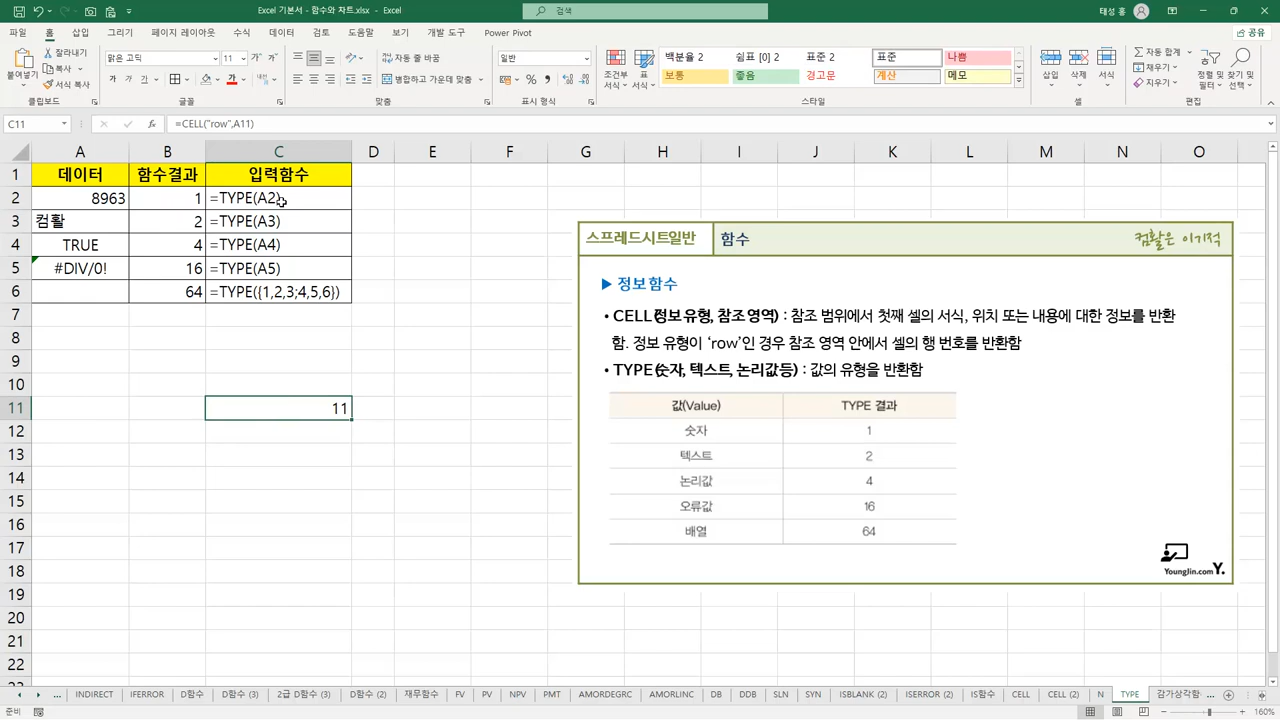 Excel 기본서 - 함수와 차트.xlsx - Excel
검색
태성 홍
파일 홈 삽입 그리기 페이지 레이아웃 수식 데이터 검토 보기 개발 도구 도움말 Power Pivot
공유
붙여넣기
잘라내기
복사
서식 복사
클립보드
맑은 고딕 11
가 가 가
글꼴
자동 줄 바꿈
병합하고 가운데 맞춤
맞춤
일반
표시 형식
조건부 서식
표 서식
백분율 2 쉼표 [0] 2 표준 2 표준 나쁨
보통 좋음 경고문 계산 메모
스타일
삽입 삭제 서식
셀
자동 합계
채우기
지우기
정렬 및 필터
찾기 및 선택
편집
C11
fx =CELL("row",A11)
A B C D E F G H I J K L M N O
1 데이터 함수결과 입력함수
2 8963 1 =TYPE(A2)
3 컴활 2 =TYPE(A3)
4 TRUE 4 =TYPE(A4)
5 #DIV/0! 16 =TYPE(A5)
6 64 =TYPE({1,2,3;4,5,6})
7
8
9
10
11 11
12
13
14
15
16
17
18
19
20
21
22
스프레드시트일반 함수 컴활은 이기적
▶ 정보 함수
• CELL(정보 유형, 참조 영역) : 참조 범위에서 첫째 셀의 서식, 위치 또는 내용에 대한 정보를 반환
함. 정보 유형이 ‘row’인 경우 참조 영역 안에서 셀의 행 번호를 반환함
• TYPE(숫자, 텍스트, 논리값등) : 값의 유형을 반환함
값(Value) TYPE 결과
숫자 1
텍스트 2
논리값 4
오류값 16
배열 64
YoungJin.com Y.
... INDIRECT IFERROR D함수 D함수 (3) 2급 D함수 (3) D함수 (2) 재무함수 FV PV NPV PMT AMORDEGRC AMORLINC DB DDB SLN SYN ISBLANK (2) ISERROR (2) IS함수 CELL CELL (2) N TYPE 감가상각함 ...
준비
160%